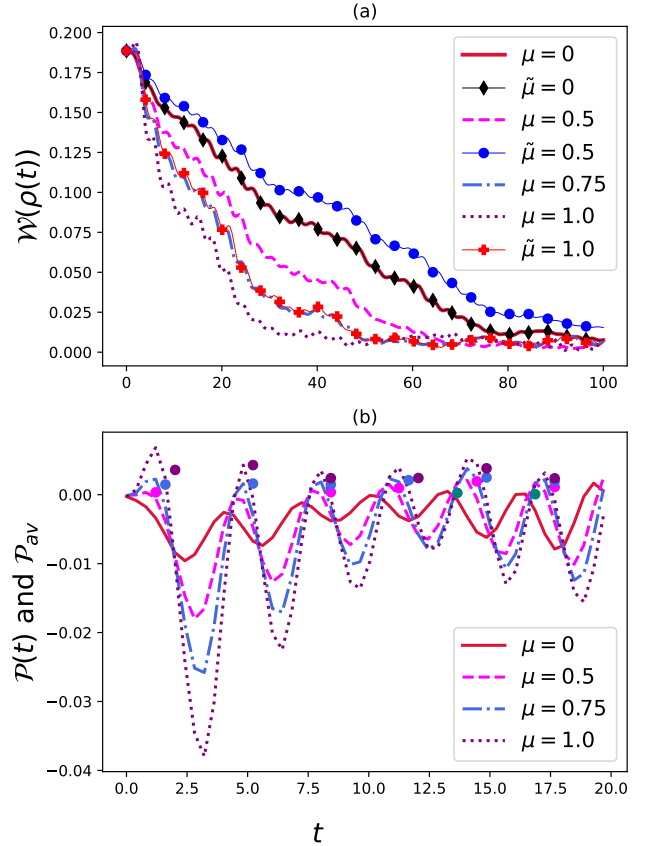 (a)
0.200
0.175
0.150
0.125
0.100
0.075
0.050
0.025
0.000
𝒲(ρ(t))
μ = 0
μ̃ = 0
μ = 0.5
μ̃ = 0.5
μ = 0.75
μ = 1.0
μ̃ = 1.0
0 20 40 60 80 100
(b)
0.00
−0.01
−0.02
−0.03
−0.04
𝒫(t) and 𝒫av
μ = 0
μ = 0.5
μ = 0.75
μ = 1.0
0.0 2.5 5.0 7.5 10.0 12.5 15.0 17.5 20.0
t